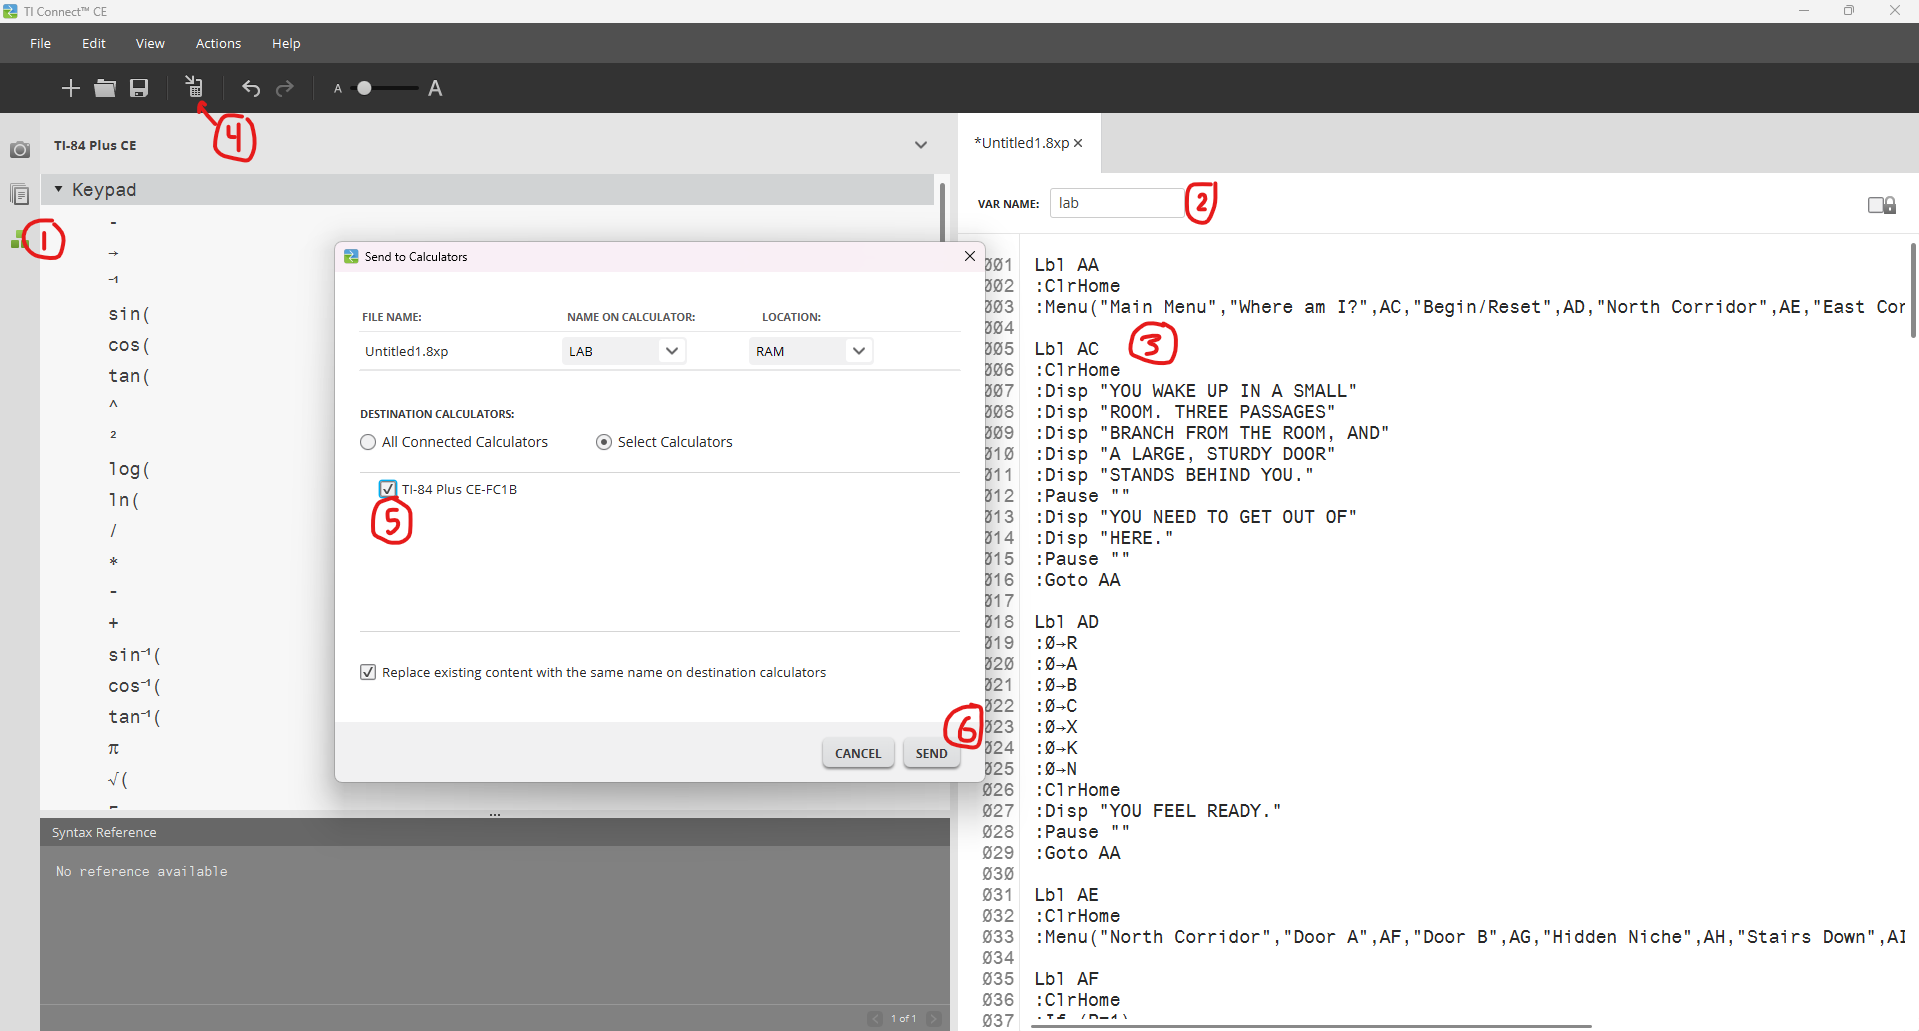 TI Connect™ CE
File Edit View Actions Help
A A
4
TI-84 Plus CE
Keypad
-
→
⁻¹
sin(
cos(
tan(
^
²
log(
ln(
/
*
-
+
sin⁻¹(
cos⁻¹(
tan⁻¹(
π
√(
1
Syntax Reference
No reference available
1 of 1
Send to Calculators
FILE NAME: NAME ON CALCULATOR: LOCATION:
Untitled1.8xp LAB RAM
DESTINATION CALCULATORS:
All Connected Calculators Select Calculators
TI-84 Plus CE-FC1B
5
Replace existing content with the same name on destination calculators
6
CANCEL SEND
*Untitled1.8xp
VAR NAME: lab 2
001 Lbl AA
002 :ClrHome
003 :Menu("Main Menu","Where am I?",AC,"Begin/Reset",AD,"North Corridor",AE,"East Cor
004
3
005 Lbl AC
006 :ClrHome
007 :Disp "YOU WAKE UP IN A SMALL"
008 :Disp "ROOM. THREE PASSAGES"
009 :Disp "BRANCH FROM THE ROOM, AND"
010 :Disp "A LARGE, STURDY DOOR"
011 :Disp "STANDS BEHIND YOU."
012 :Pause ""
013 :Disp "YOU NEED TO GET OUT OF"
014 :Disp "HERE."
015 :Pause ""
016 :Goto AA
017
018 Lbl AD
019 :0→R
020 :0→A
021 :0→B
022 :0→C
023 :0→X
024 :0→K
025 :0→N
026 :ClrHome
027 :Disp "YOU FEEL READY."
028 :Pause ""
029 :Goto AA
030
031 Lbl AE
032 :ClrHome
033 :Menu("North Corridor","Door A",AF,"Door B",AG,"Hidden Niche",AH,"Stairs Down",AI
034
035 Lbl AF
036 :ClrHome
037